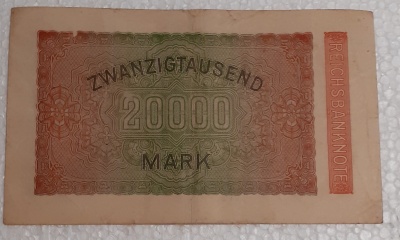 ZWANZIGTAUSEND
20000
MARK
REICHSBANKNOTE